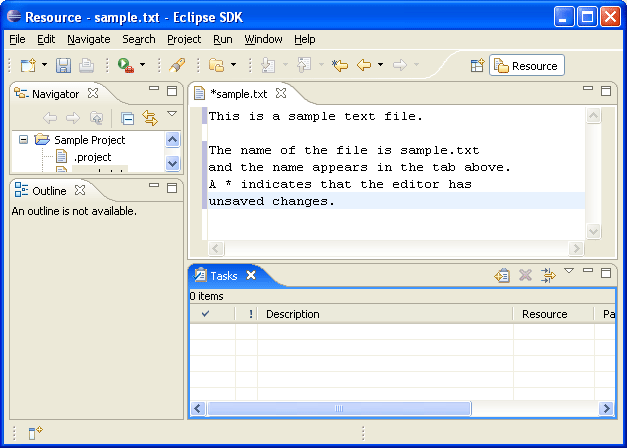 Resource - sample.txt - Eclipse SDK
File Edit Navigate Search Project Run Window Help
Resource
Navigator
Sample Project
.project
Outline
An outline is not available.
*sample.txt
This is a sample text file.
The name of the file is sample.txt
and the name appears in the tab above.
A * indicates that the editor has
unsaved changes.
Tasks
0 items
! Description Resource Pa